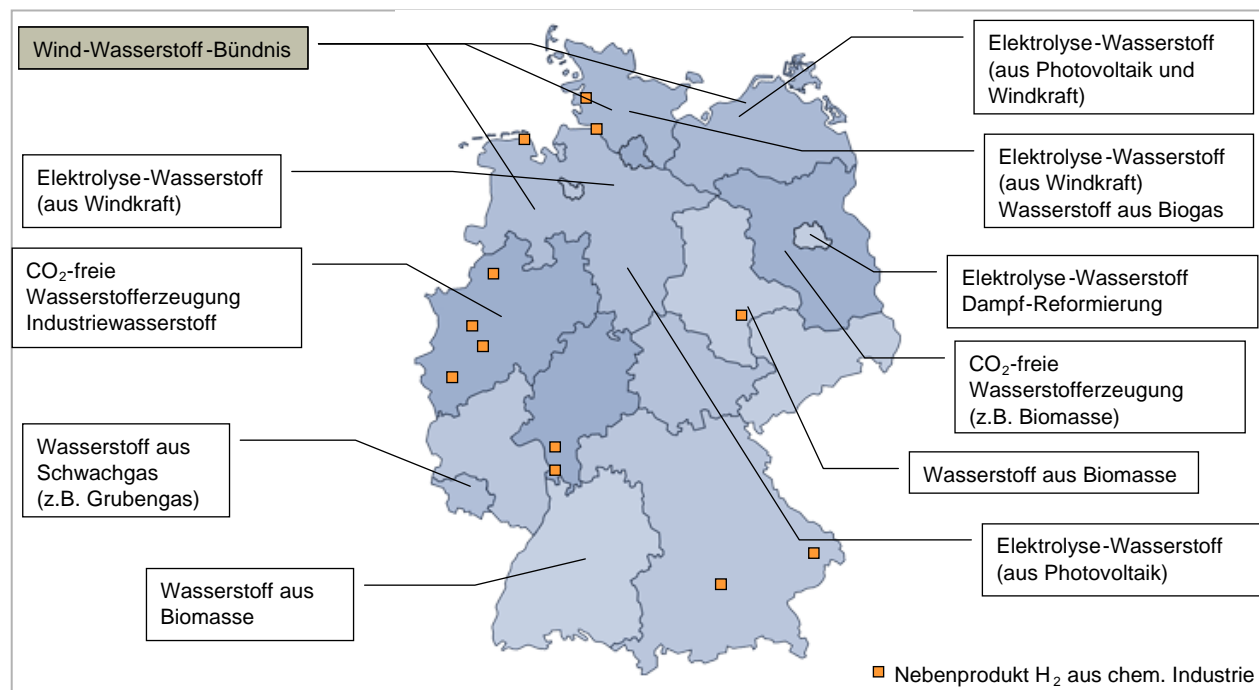 Wind-Wasserstoff-Bündnis
Elektrolyse-Wasserstoff
(aus Photovoltaik und
Windkraft)
Elektrolyse-Wasserstoff
(aus Windkraft)
Elektrolyse-Wasserstoff
(aus Windkraft)
Wasserstoff aus Biogas
CO₂-freie
Wasserstofferzeugung
Industriewasserstoff
Elektrolyse-Wasserstoff
Dampf-Reformierung
CO₂-freie
Wasserstofferzeugung
(z.B. Biomasse)
Wasserstoff aus
Schwachgas
(z.B. Grubengas)
Wasserstoff aus Biomasse
Elektrolyse-Wasserstoff
(aus Photovoltaik)
Wasserstoff aus
Biomasse
Nebenprodukt H₂ aus chem. Industrie